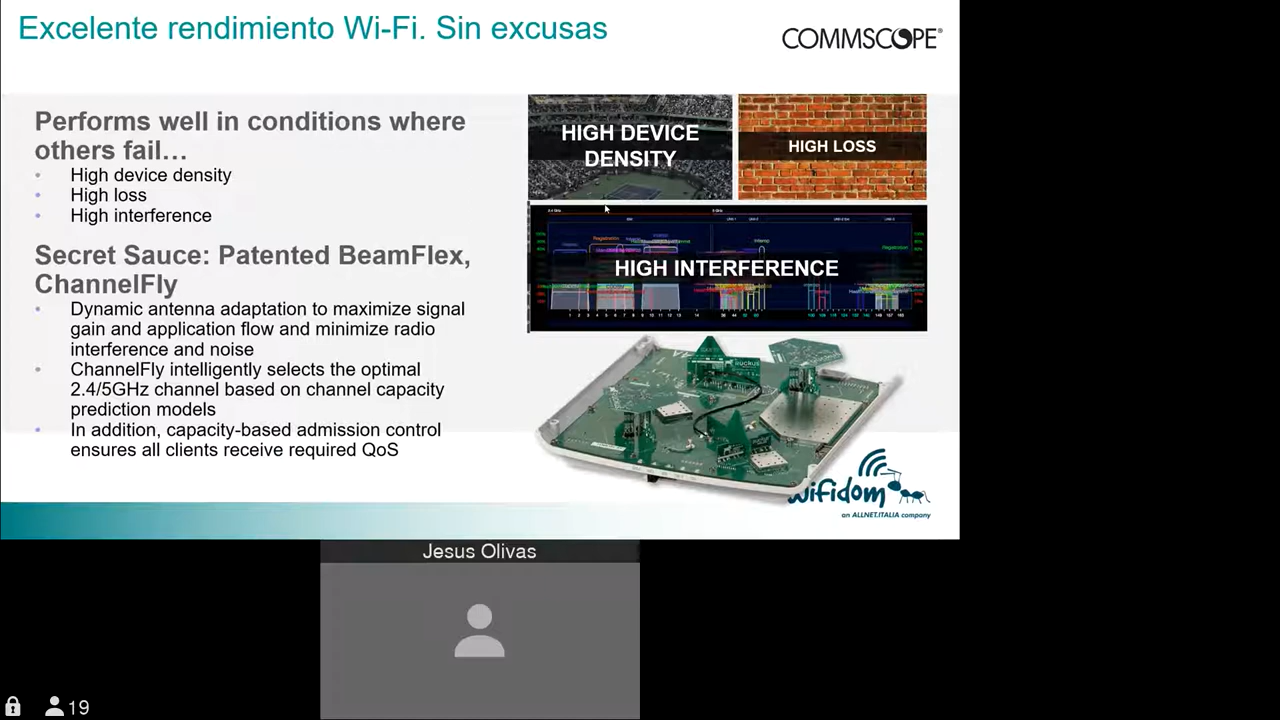 Excelente rendimiento Wi-Fi. Sin excusas
COMMSCOPE®
Performs well in conditions where
others fail…
• High device density
• High loss
• High interference
Secret Sauce: Patented BeamFlex,
ChannelFly
• Dynamic antenna adaptation to maximize signal
gain and application flow and minimize radio
interference and noise
• ChannelFly intelligently selects the optimal
2.4/5GHz channel based on channel capacity
prediction models
• In addition, capacity-based admission control
ensures all clients receive required QoS
HIGH DEVICE
DENSITY
HIGH LOSS
HIGH INTERFERENCE
RUCKUS
wifidom
an ALLNET.ITALIA company
Jesus Olivas
19